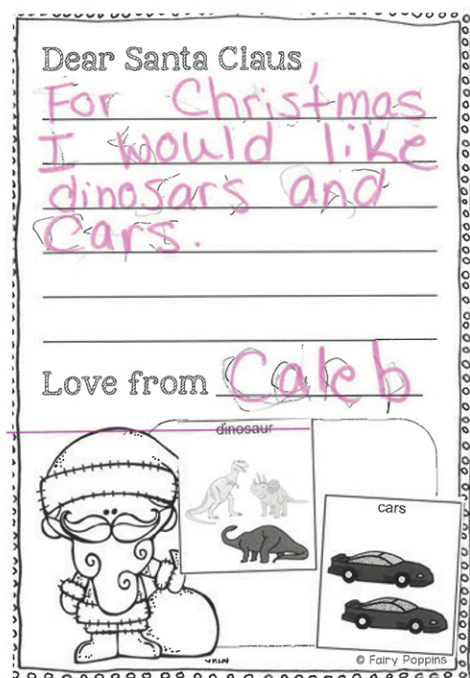 Dear Santa Claus,
For Christmas
I would like
dinosars and
Cars.
Love from Caleb
dinosaur
cars
© Fairy Poppins